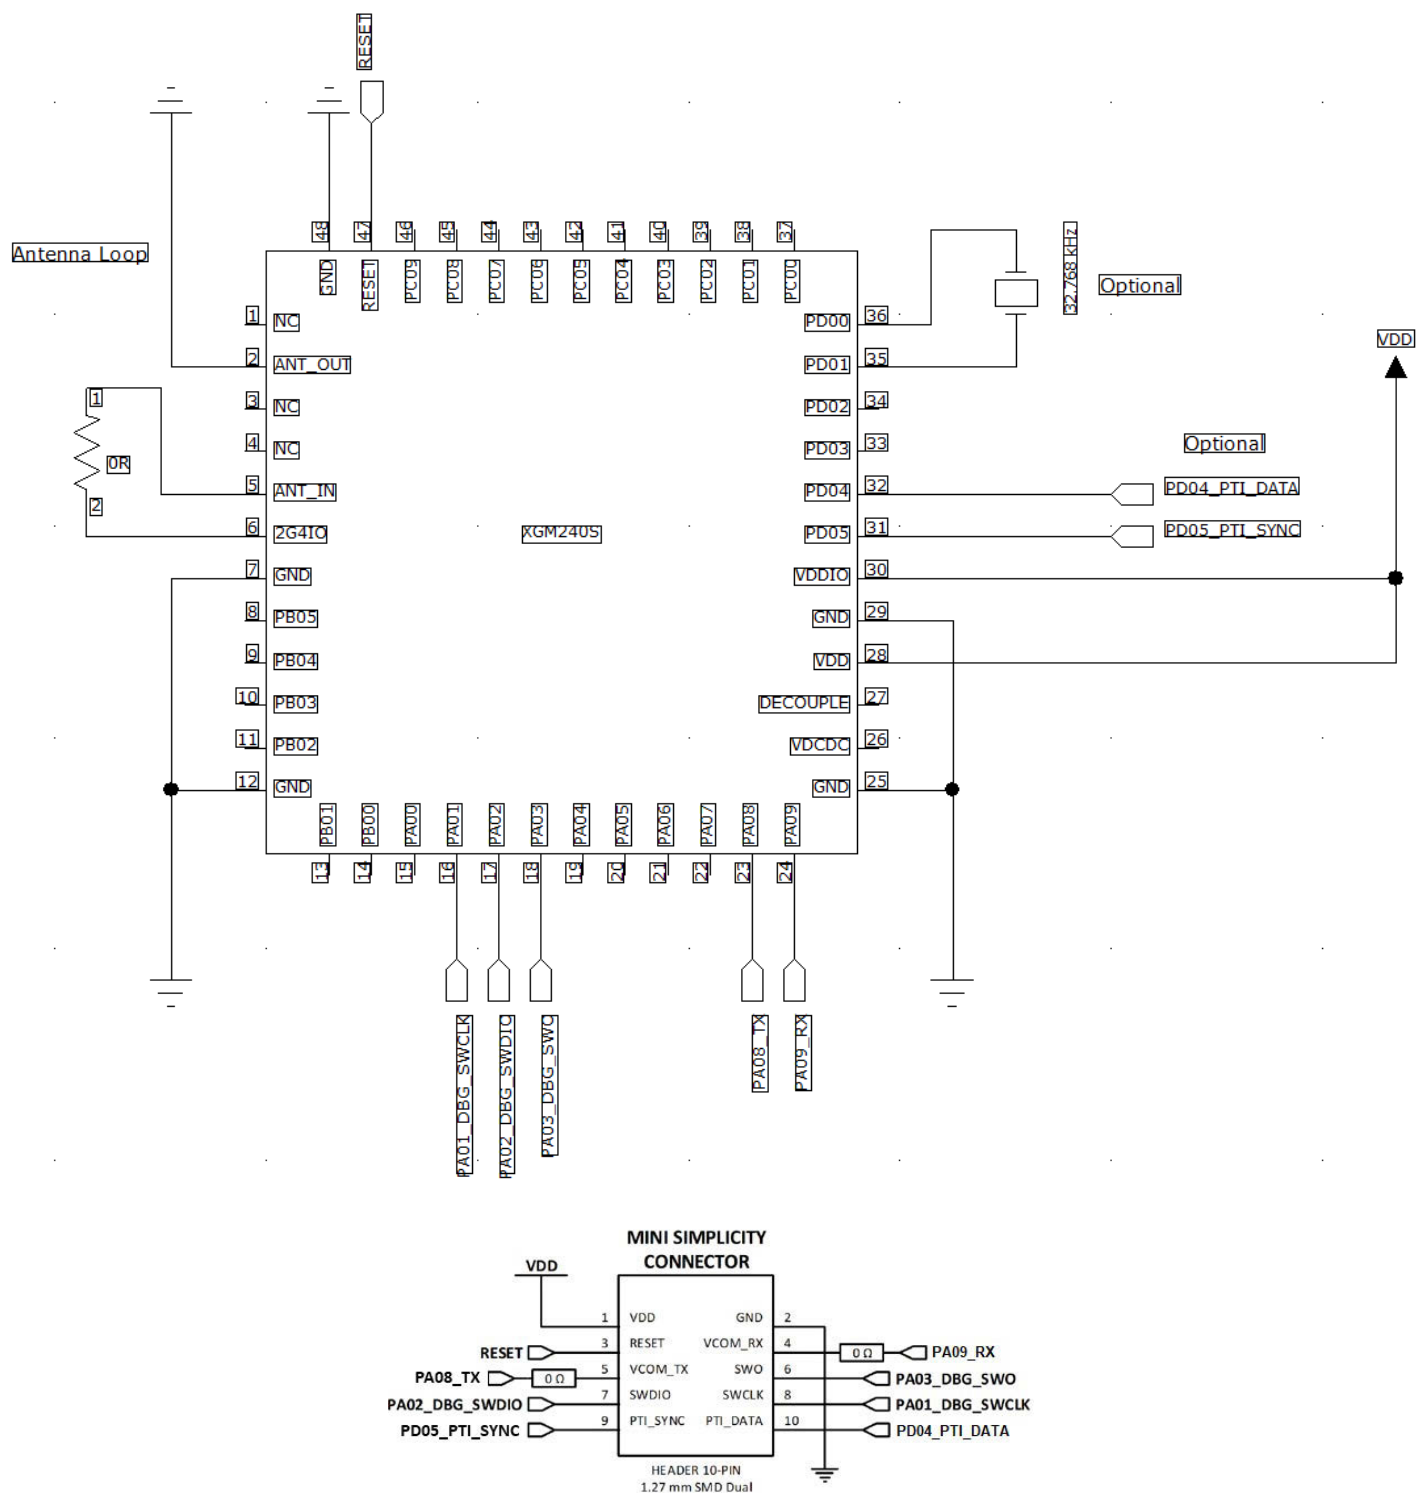 RESET
Antenna Loop
48
47
46
45
44
43
42
41
40
39
38
37
GND
RESET
PC09
PC08
PC07
PC06
PC05
PC04
PC03
PC02
PC01
PC00
32.768 kHz
Optional
1 NC
PD00 36
VDD
2 ANT_OUT
PD01 35
1
3 NC
PD02 34
4 NC
PD03 33
Optional
0R
5 ANT_IN
PD04 32
PD04_PTI_DATA
2
6 2G4IO
XGM240S
PD05 31
PD05_PTI_SYNC
7 GND
VDDIO 30
8 PB05
GND 29
9 PB04
VDD 28
10 PB03
DECOUPLE 27
11 PB02
VDCDC 26
12 GND
GND 25
PB01
PB00
PA00
PA01
PA02
PA03
PA04
PA05
PA06
PA07
PA08
PA09
13
14
15
16
17
18
19
20
21
22
23
24
PA01_DBG_SWCLK
PA02_DBG_SWDIO
PA03_DBG_SWO
PA08_TX
PA09_RX
MINI SIMPLICITY
CONNECTOR
VDD
1 VDD GND 2
RESET 3 RESET VCOM_RX 4 0 Ω PA09_RX
PA08_TX 0 Ω 5 VCOM_TX SWO 6 PA03_DBG_SWO
PA02_DBG_SWDIO 7 SWDIO SWCLK 8 PA01_DBG_SWCLK
PD05_PTI_SYNC 9 PTI_SYNC PTI_DATA 10 PD04_PTI_DATA
HEADER 10-PIN
1.27 mm SMD Dual